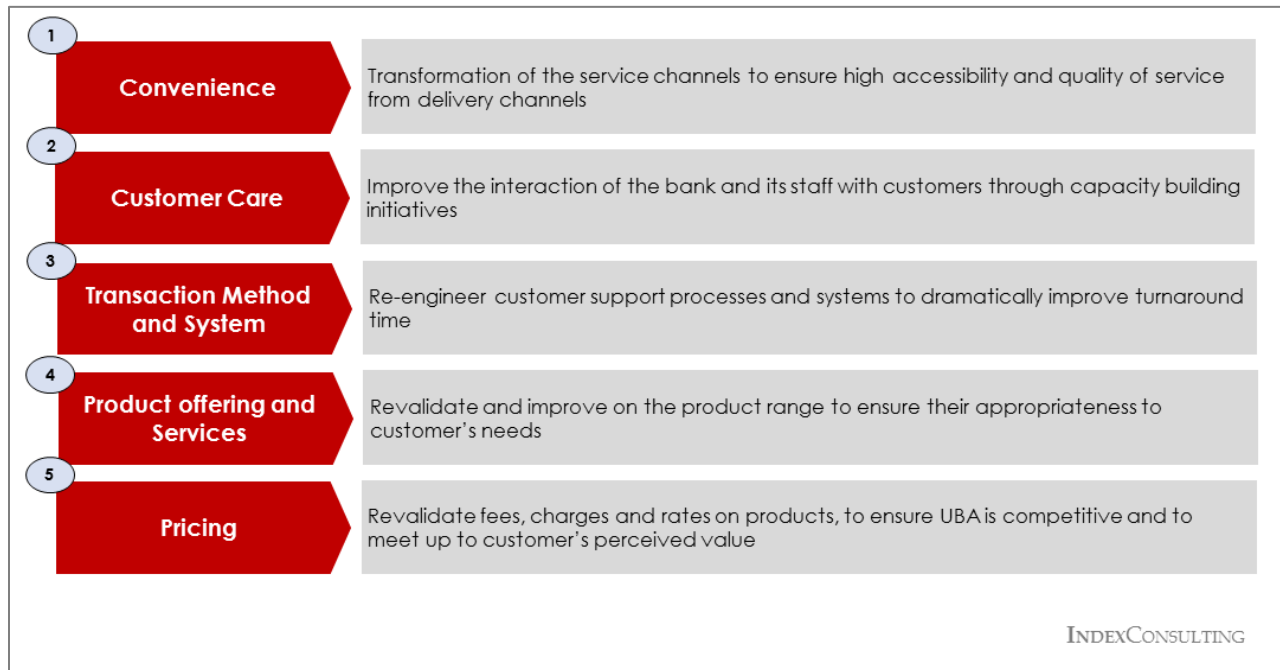 1
Convenience
Transformation of the service channels to ensure high accessibility and quality of service
from delivery channels
2
Customer Care
Improve the interaction of the bank and its staff with customers through capacity building
initiatives
3
Transaction Method
and System
Re-engineer customer support processes and systems to dramatically improve turnaround
time
4
Product offering and
Services
Revalidate and improve on the product range to ensure their appropriateness to
customer’s needs
5
Pricing
Revalidate fees, charges and rates on products, to ensure UBA is competitive and to
meet up to customer’s perceived value
INDEXCONSULTING